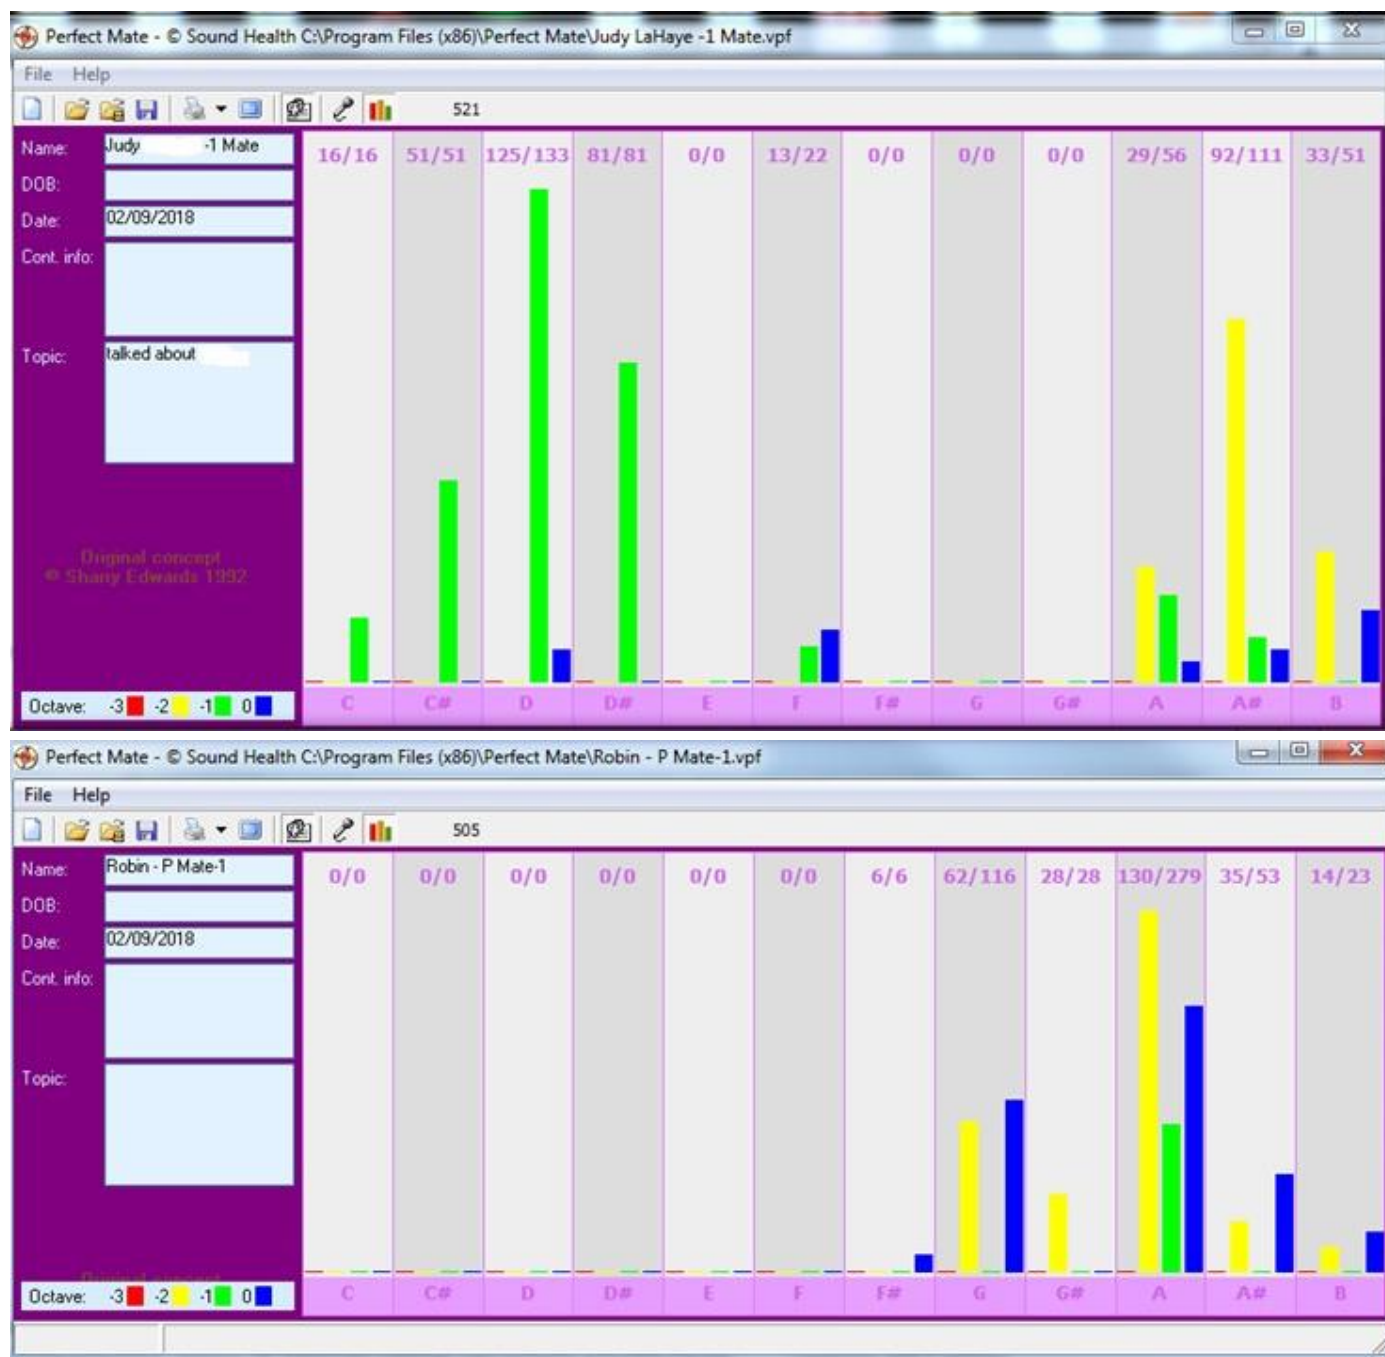 Perfect Mate - © Sound Health C:\Program Files (x86)\Perfect Mate\Judy LaHaye -1 Mate.vpf
File Help
521
Name: Judy -1 Mate
16/16 51/51 125/133 81/81 0/0 13/22 0/0 0/0 0/0 29/56 92/111 33/51
DOB:
Date: 02/09/2018
Cont. info:
Topic: talked about
Original concept
© Sharry Edwards 1992
Octave: -3 -2 -1 0
C C# D D# E F F# G G# A A# B
Perfect Mate - © Sound Health C:\Program Files (x86)\Perfect Mate\Robin - P Mate-1.vpf
File Help
505
Name: Robin - P Mate-1
0/0 0/0 0/0 0/0 0/0 0/0 6/6 62/116 28/28 130/279 35/53 14/23
DOB:
Date: 02/09/2018
Cont. info:
Topic:
Octave: -3 -2 -1 0
C C# D D# E F F# G G# A A# B